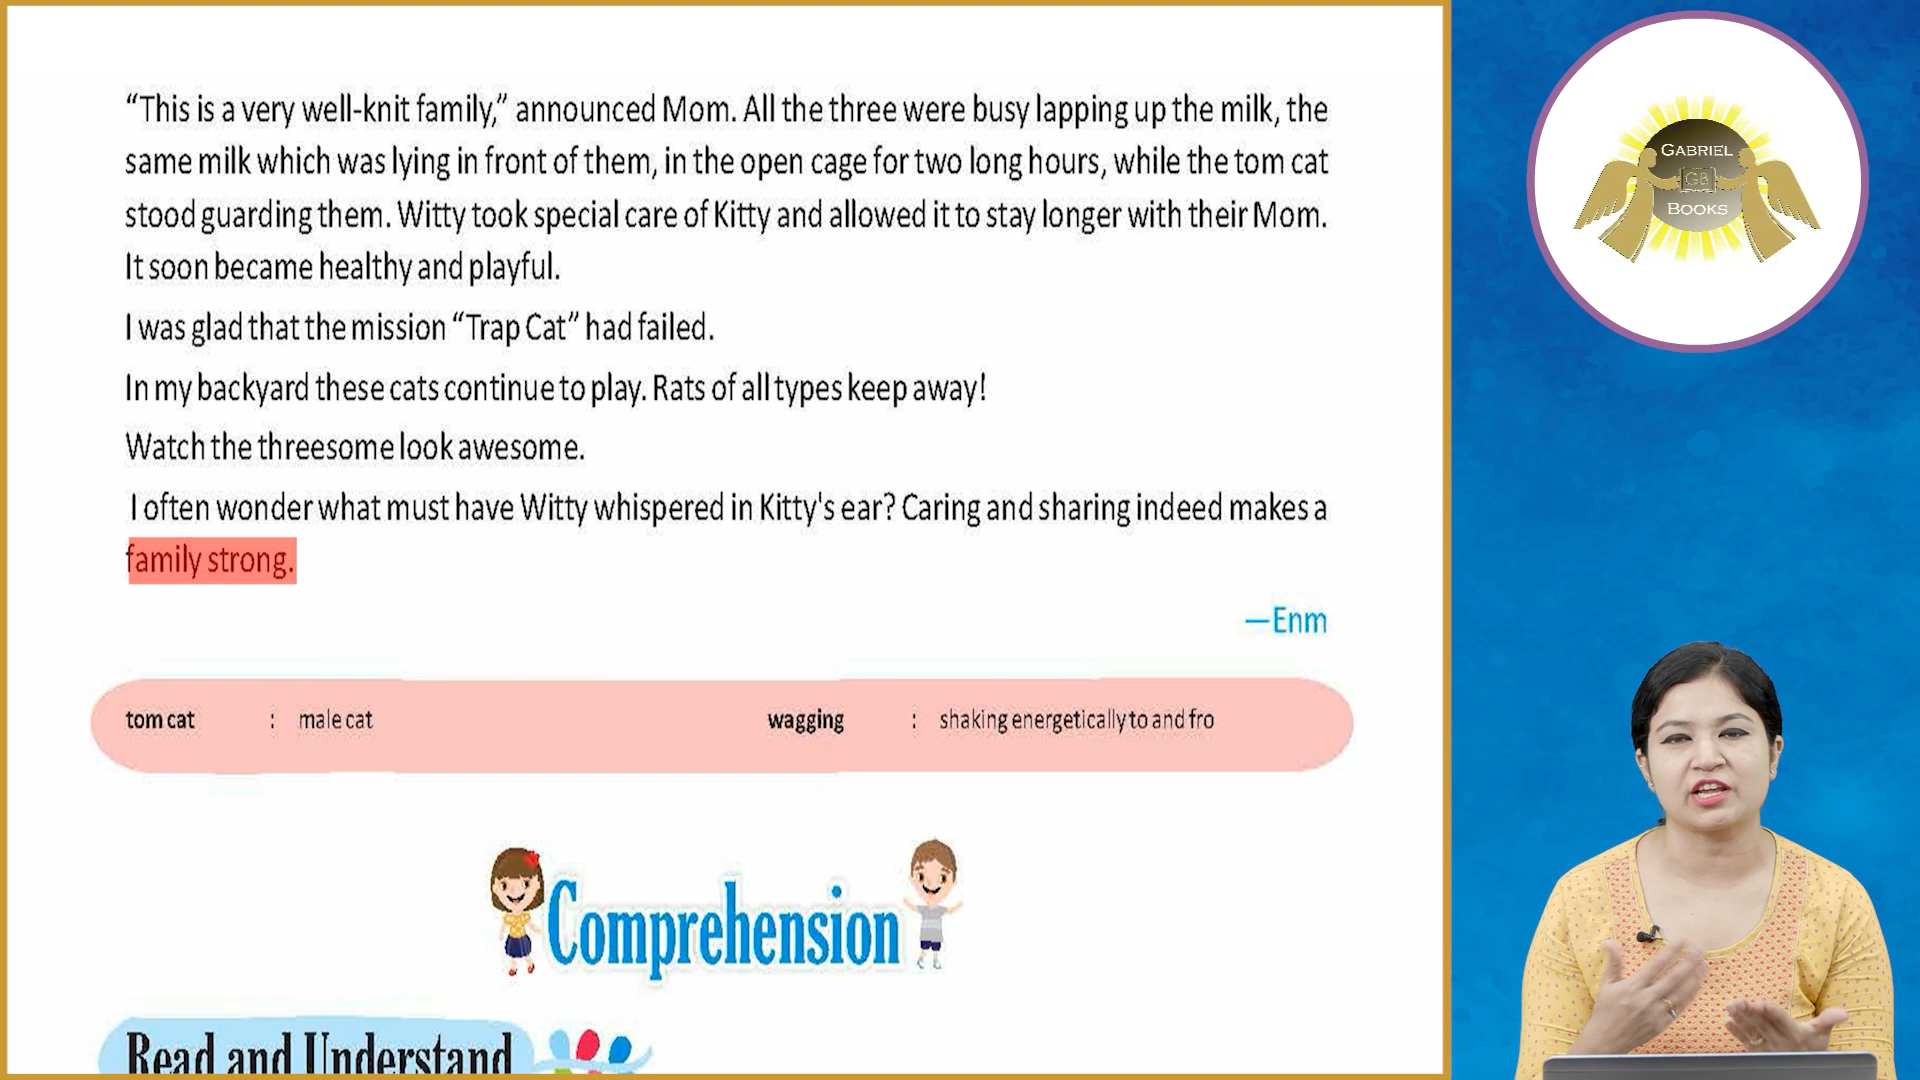 “This is a very well-knit family,” announced Mom. All the three were busy lapping up the milk, the
same milk which was lying in front of them, in the open cage for two long hours, while the tom cat
stood guarding them. Witty took special care of Kitty and allowed it to stay longer with their Mom.
It soon became healthy and playful.
I was glad that the mission “Trap Cat” had failed.
In my backyard these cats continue to play. Rats of all types keep away!
Watch the threesome look awesome.
I often wonder what must have Witty whispered in Kitty's ear? Caring and sharing indeed makes a
family strong.
—Enm
tom cat : male cat wagging : shaking energetically to and fro
Comprehension
Read and Understand
GABRIEL
GB
BOOKS